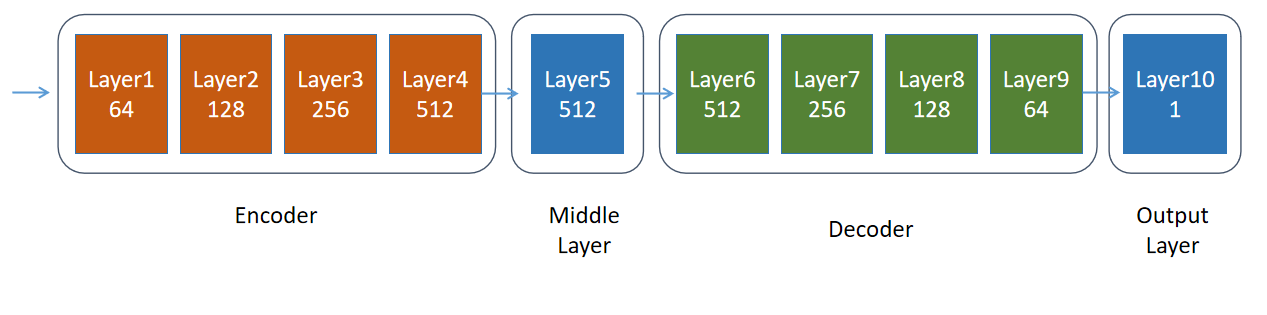 Layer1
64
Layer2
128
Layer3
256
Layer4
512
Layer5
512
Layer6
512
Layer7
256
Layer8
128
Layer9
64
Layer10
1
Encoder
Middle
Layer
Decoder
Output
Layer